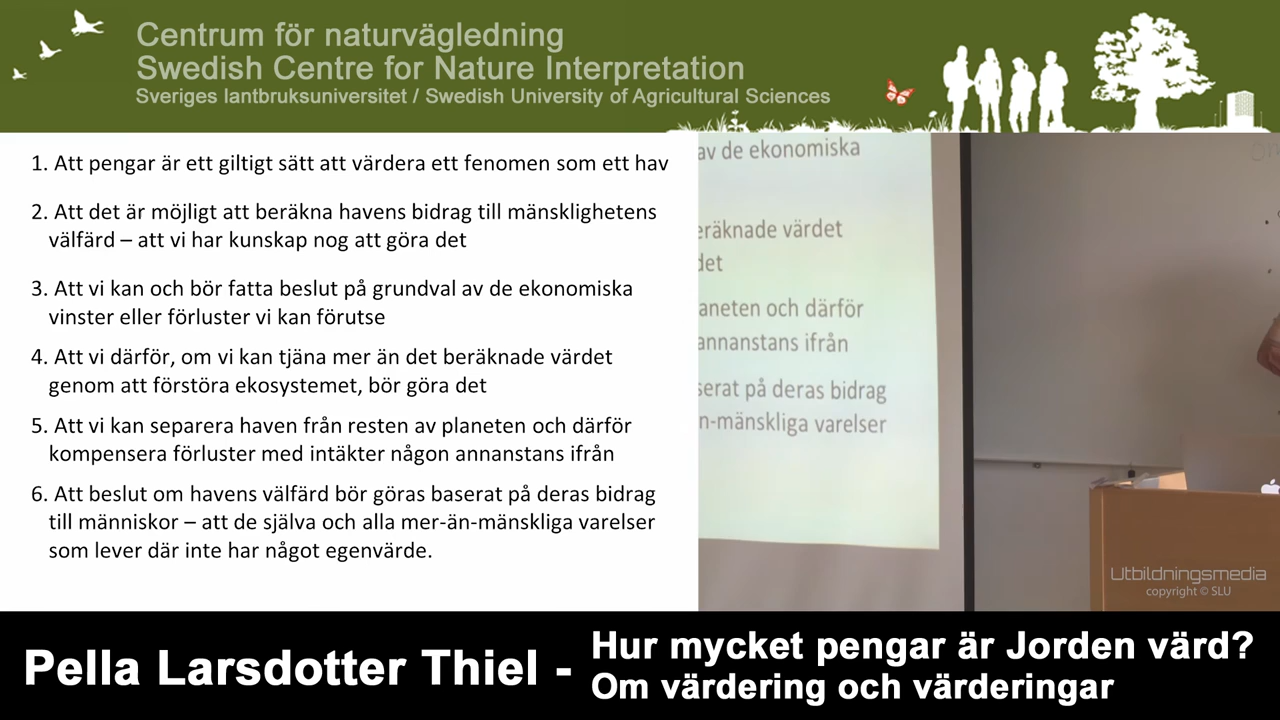 Centrum för naturvägledning
Swedish Centre for Nature Interpretation
Sveriges lantbruksuniversitet / Swedish University of Agricultural Sciences
1. Att pengar är ett giltigt sätt att värdera ett fenomen som ett hav
2. Att det är möjligt att beräkna havens bidrag till mänsklighetens
välfärd – att vi har kunskap nog att göra det
3. Att vi kan och bör fatta beslut på grundval av de ekonomiska
vinster eller förluster vi kan förutse
4. Att vi därför, om vi kan tjäna mer än det beräknade värdet
genom att förstöra ekosystemet, bör göra det
5. Att vi kan separera haven från resten av planeten och därför
kompensera förluster med intäkter någon annanstans ifrån
6. Att beslut om havens välfärd bör göras baserat på deras bidrag
till människor – att de själva och alla mer-än-mänskliga varelser
som lever där inte har något egenvärde.
av de ekonomiska
eräknade värdet
det
aneten och därför
annanstans ifrån
serat på deras bidrag
n-mänskliga varelser
Utbildningsmedia
copyright © SLU
Pella Larsdotter Thiel -
Hur mycket pengar är Jorden värd?
Om värdering och värderingar